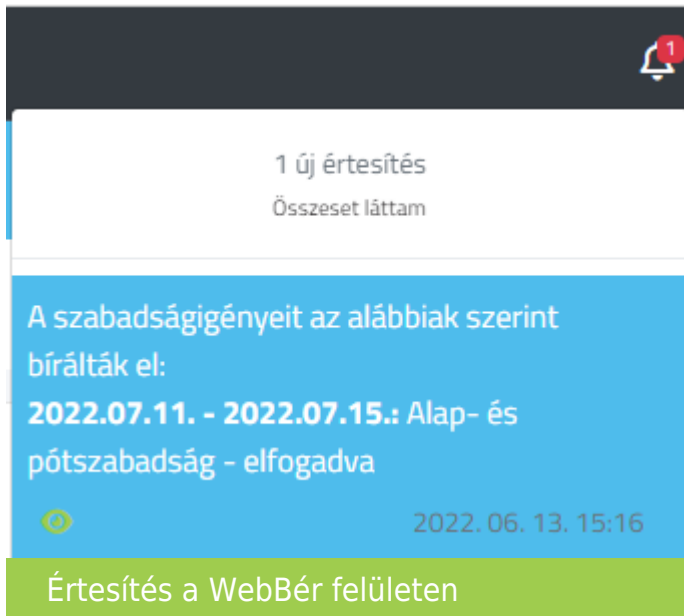 1
1 új értesítés
Összeset láttam
A szabadságigényeit az alábbiak szerint
bírálták el:
2022.07.11. - 2022.07.15.: Alap- és
pótszabadság - elfogadva
2022. 06. 13. 15:16
Értesítés a WebBér felületen